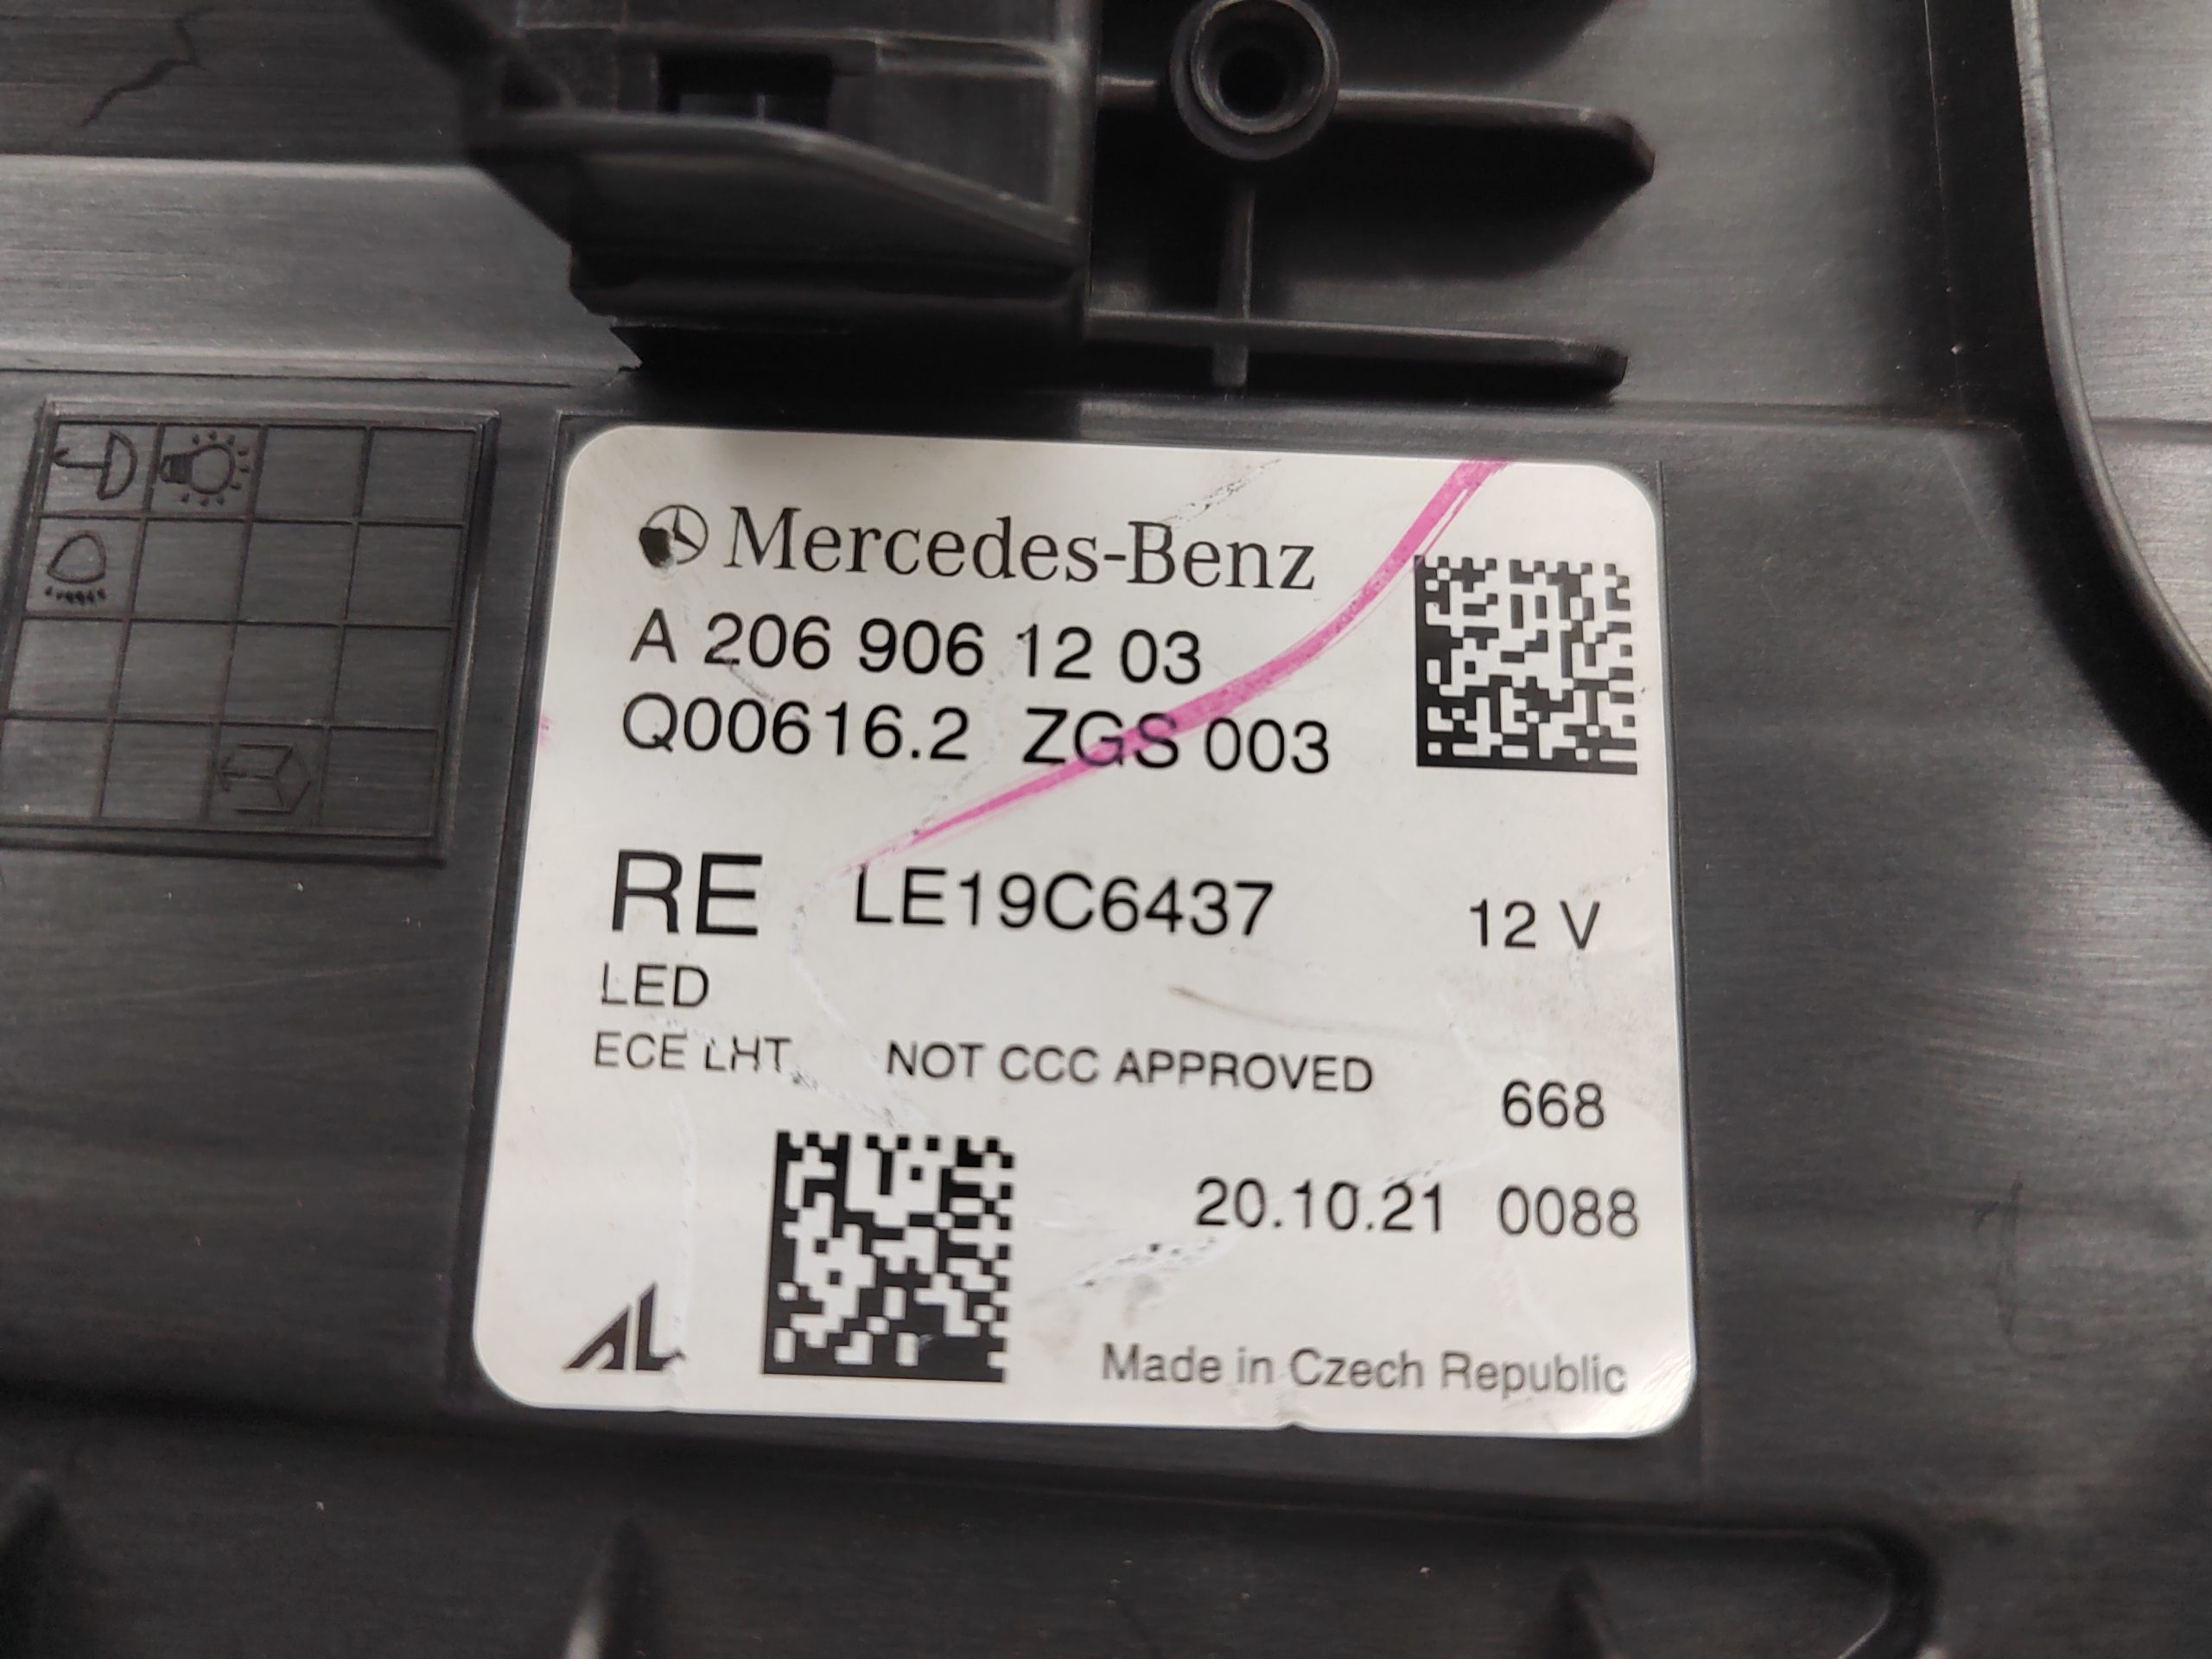 Mercedes-Benz
A 206 906 12 03
Q00616.2 ZGS 003
RE LE19C6437 12 V
LED
ECE LHT NOT CCC APPROVED
668
20.10.21 0088
AL
Made in Czech Republic